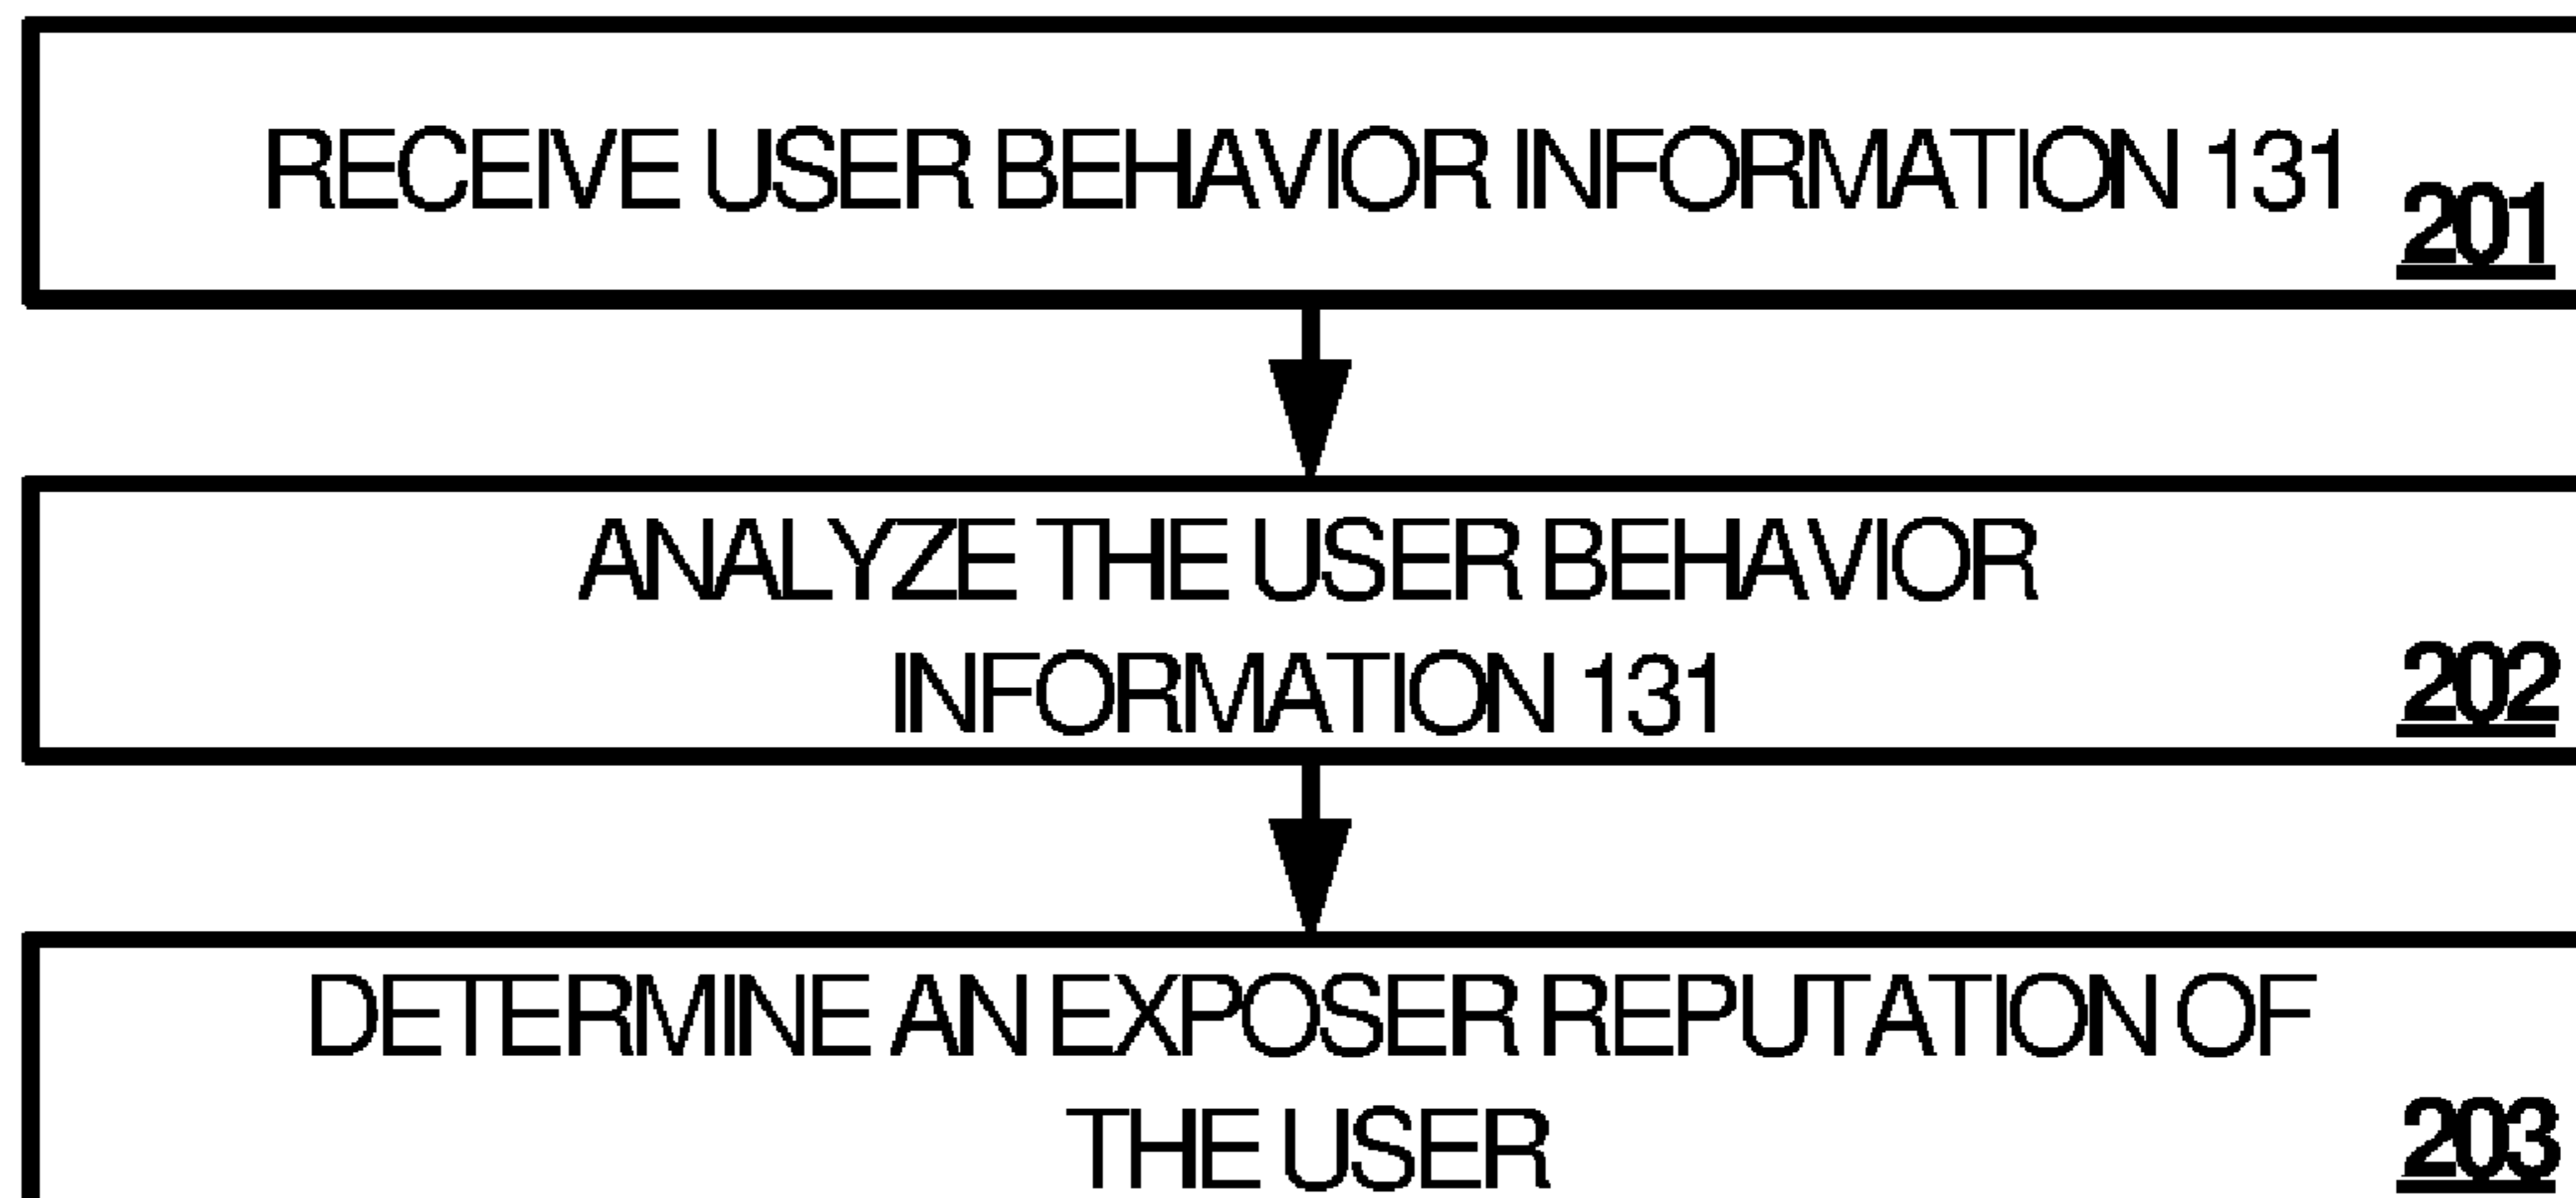 RECEIVE USER BEHAVIOR INFORMATION 131
201
ANALYZE THE USER BEHAVIOR
INFORMATION 131
202
DETERMINE AN EXPOSER REPUTATION OF
THE USER
203